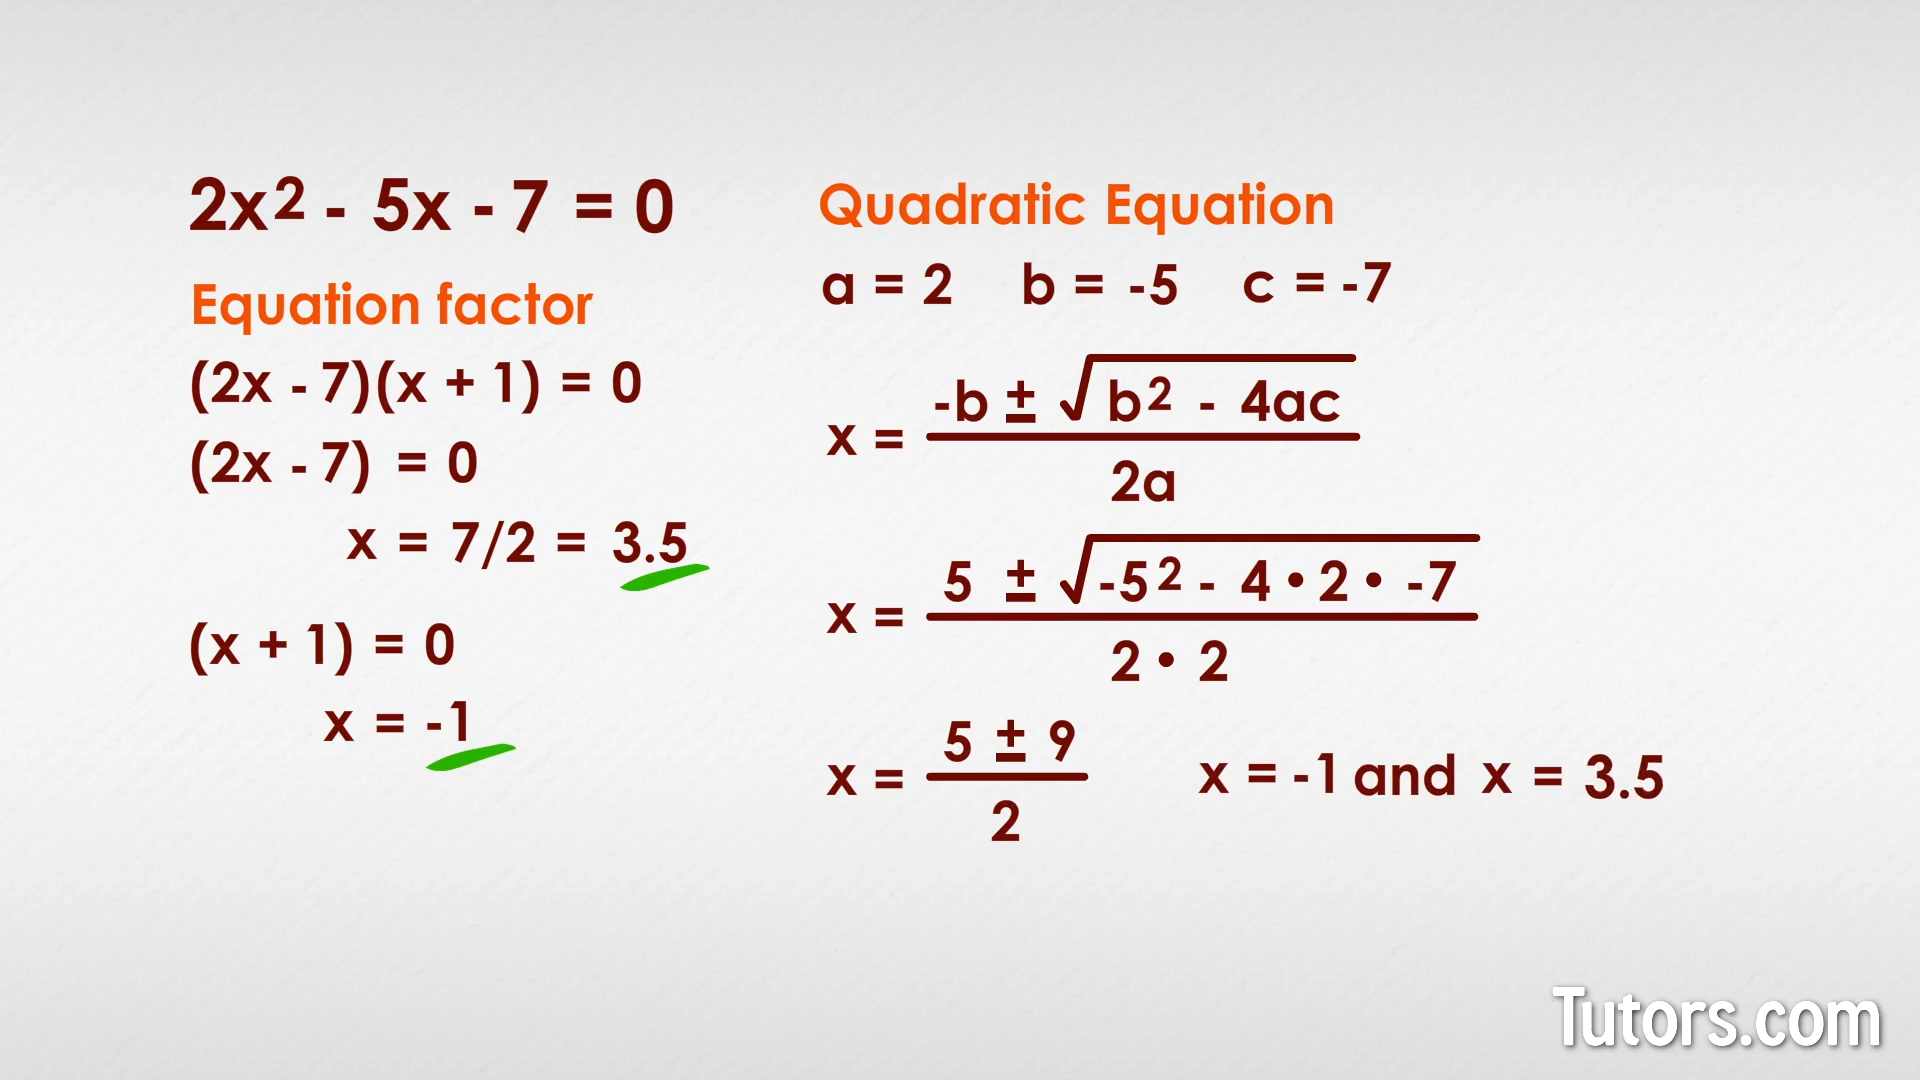 2x² - 5x - 7 = 0
Equation factor
(2x - 7)(x + 1) = 0
(2x - 7) = 0
x = 7/2 = 3.5
(x + 1) = 0
x = -1
Quadratic Equation
a = 2 b = -5 c = -7
x = -b ± √ b² - 4ac
2a
x = 5 ± √ -5² - 4 • 2 • -7
2 • 2
x = 5 ± 9
2
x = -1 and x = 3.5
Tutors.com